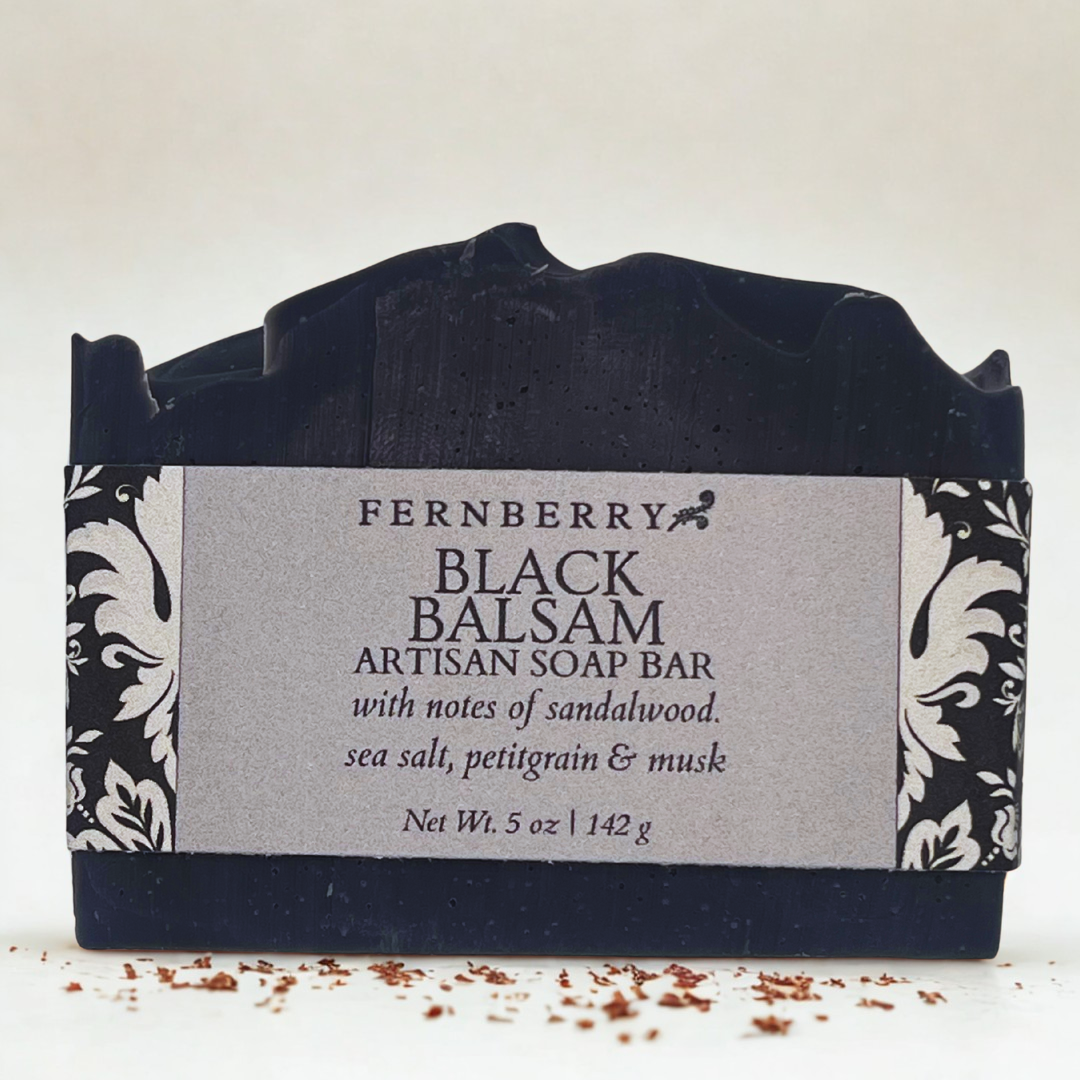 FERNBERRY
BLACK
BALSAM
ARTISAN SOAP BAR
with notes of sandalwood.
sea salt, petitgrain & musk
Net Wt. 5 oz | 142 g